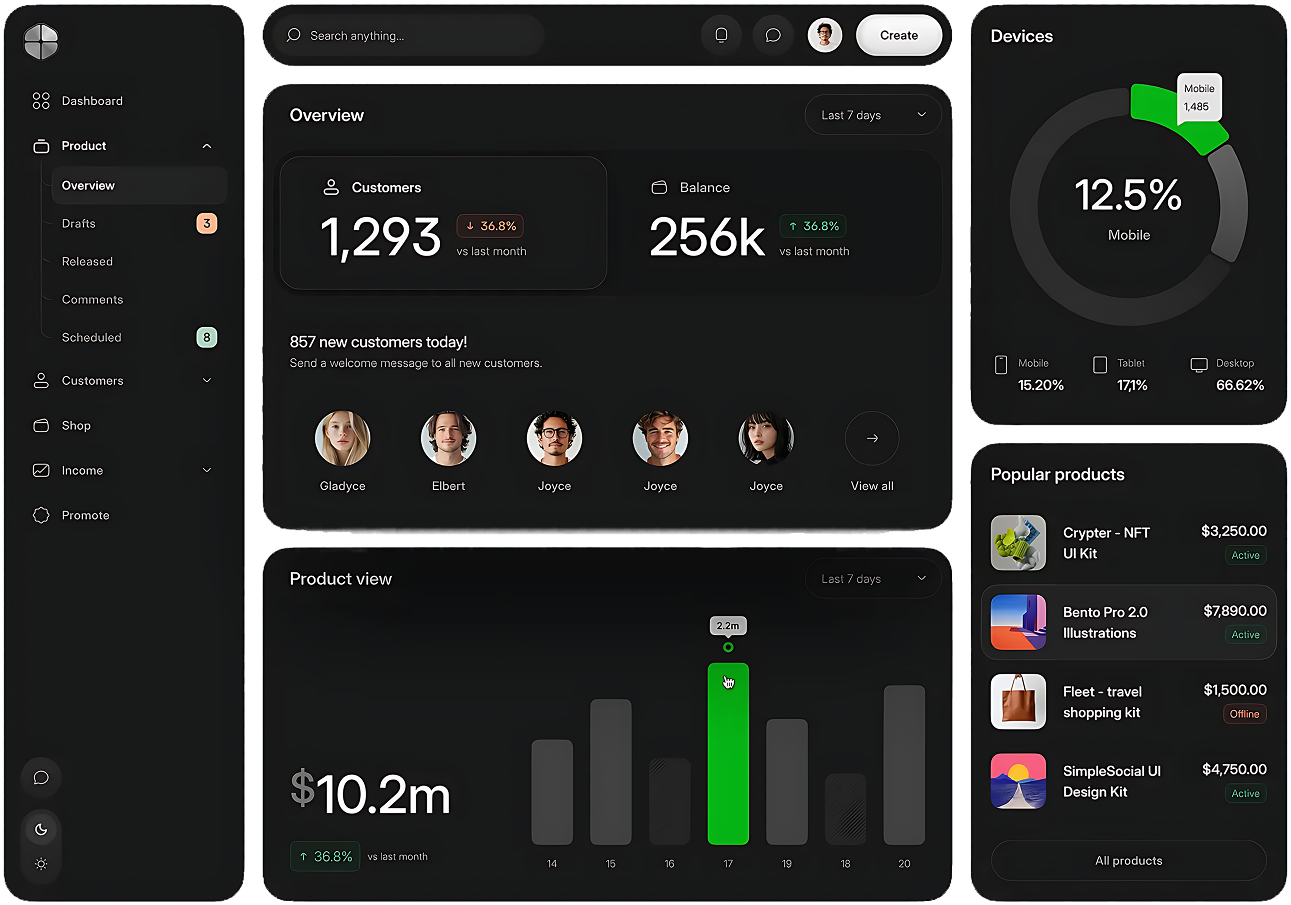 Dashboard
Product
Overview
Drafts
3
Released
Comments
Scheduled
8
Customers
Shop
Income
Promote
Search anything...
Create
Overview
Last 7 days
Customers
1,293
↓ 36.8%
vs last month
Balance
256k
↑ 36.8%
vs last month
857 new customers today!
Send a welcome message to all new customers.
Gladyce
Elbert
Joyce
Joyce
Joyce
View all
Product view
Last 7 days
$10.2m
↑ 36.8%
vs last month
2.2m
14 15 16 17 19 18 20
Devices
Mobile
1,485
12.5%
Mobile
Mobile
15.20%
Tablet
17,1%
Desktop
66.62%
Popular products
Crypter - NFT
UI Kit
$3,250.00
Active
Bento Pro 2.0
Illustrations
$7,890.00
Active
Fleet - travel
shopping kit
$1,500.00
Offline
SimpleSocial UI
Design Kit
$4,750.00
Active
All products